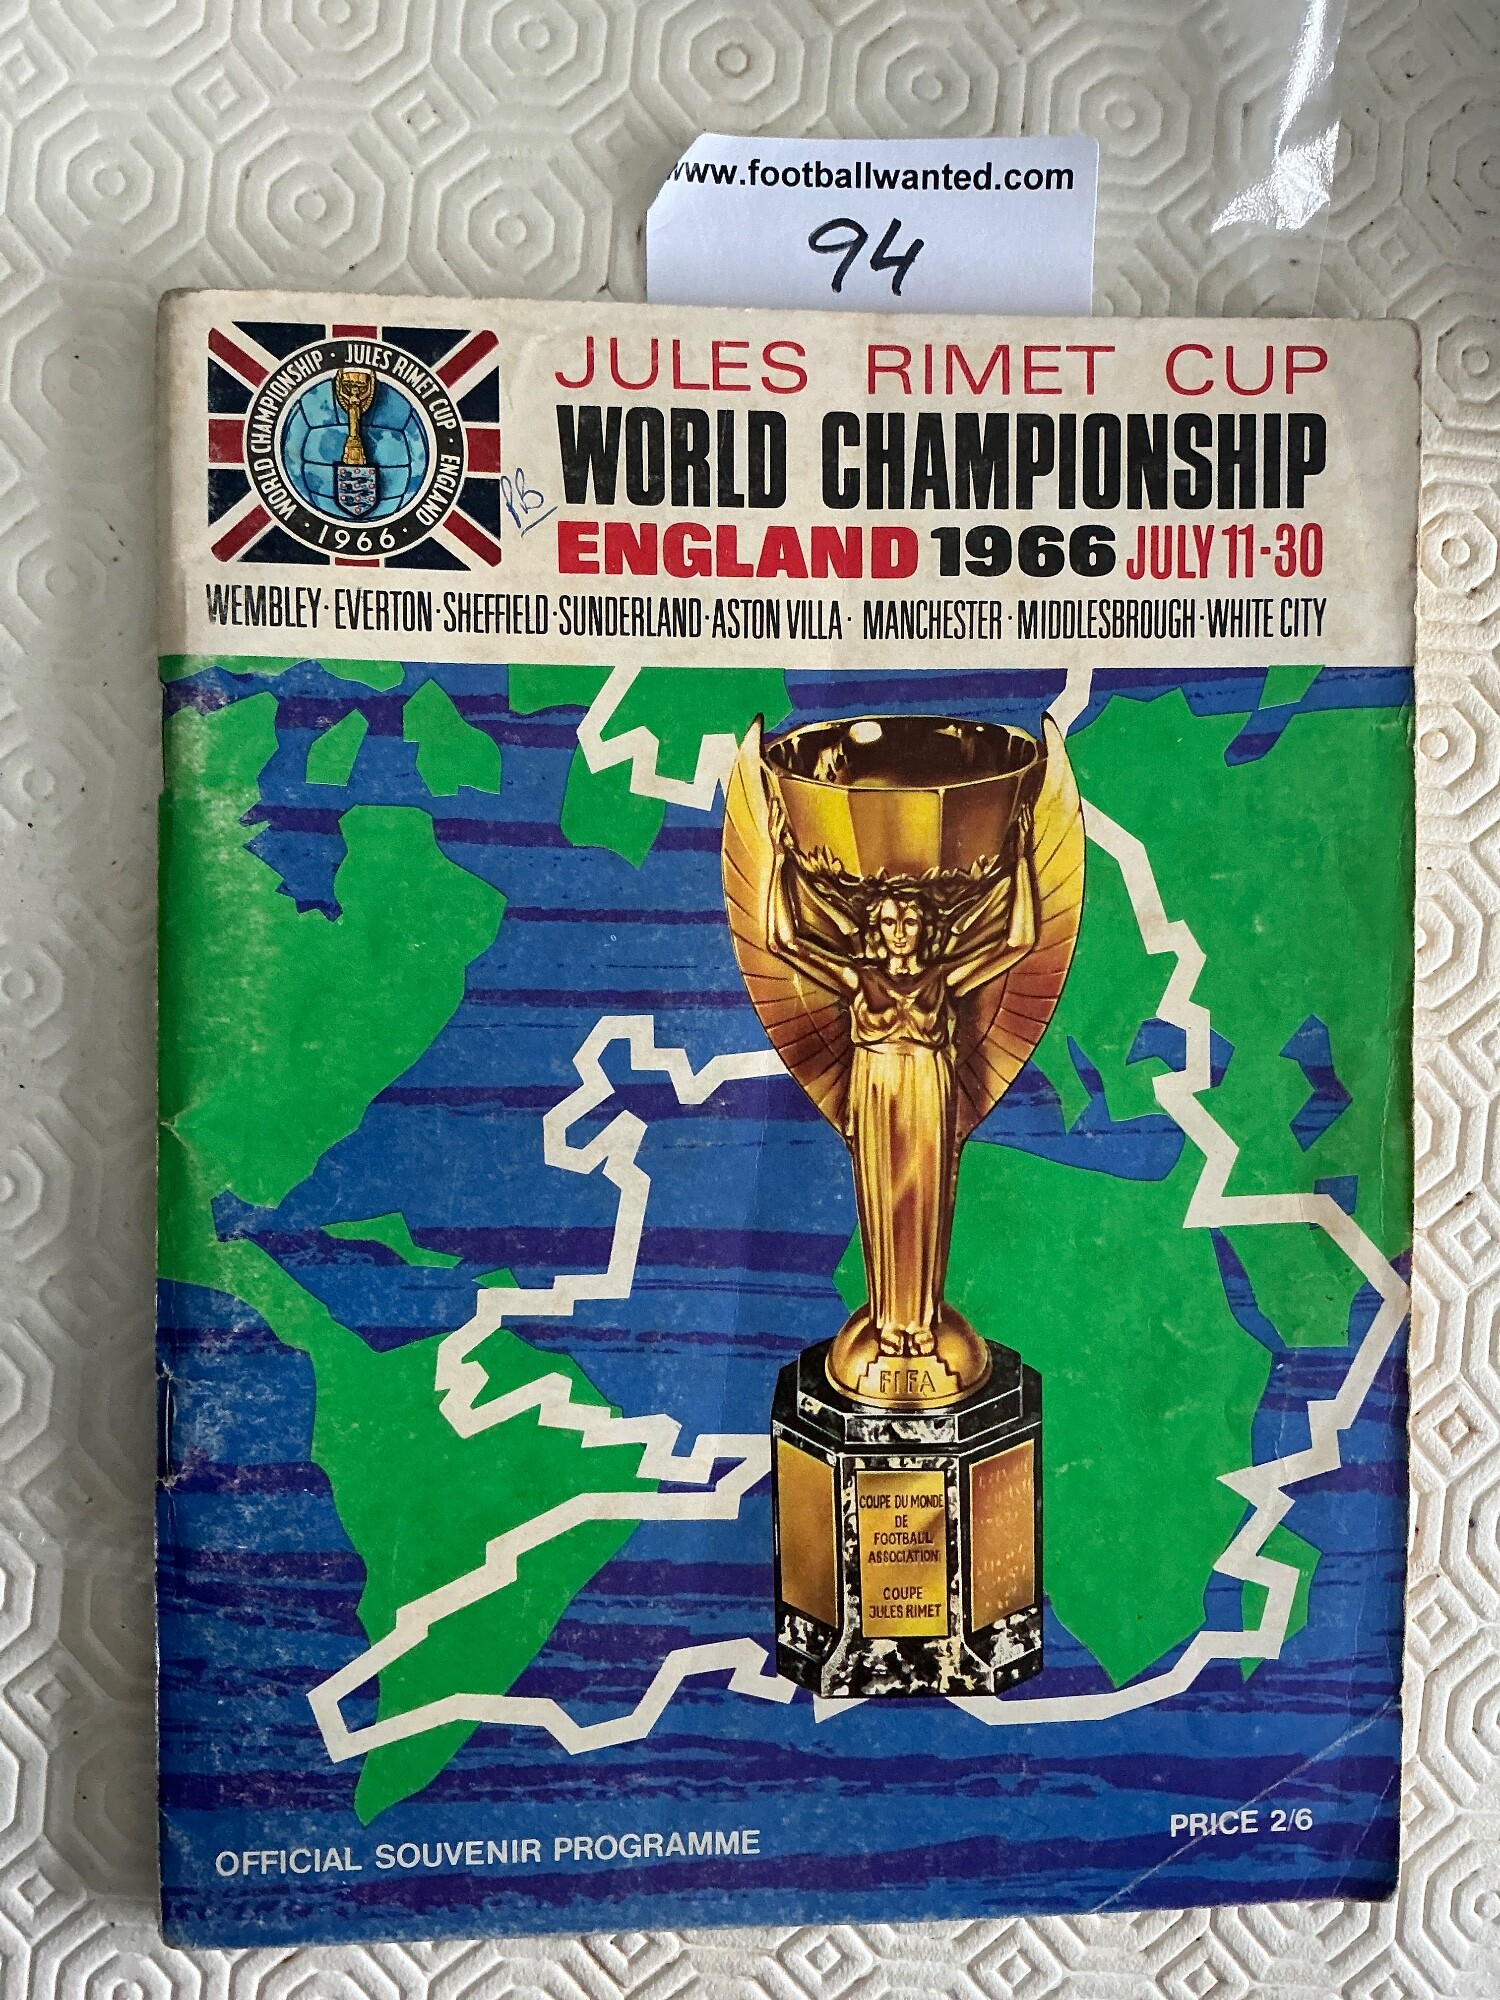 www.footballwanted.com
94
WORLD CHAMPIONSHIP · JULES RIMET CUP · ENGLAND
· 1966 ·
JULES RIMET CUP
WORLD CHAMPIONSHIP
ENGLAND 1966 JULY 11-30
WEMBLEY · EVERTON · SHEFFIELD · SUNDERLAND · ASTON VILLA · MANCHESTER · MIDDLESBROUGH · WHITE CITY
FIFA
COUPE DU MONDE
DE
FOOTBALL
ASSOCIATION
COUPE
JULES RIMET
OFFICIAL SOUVENIR PROGRAMME
PRICE 2/6